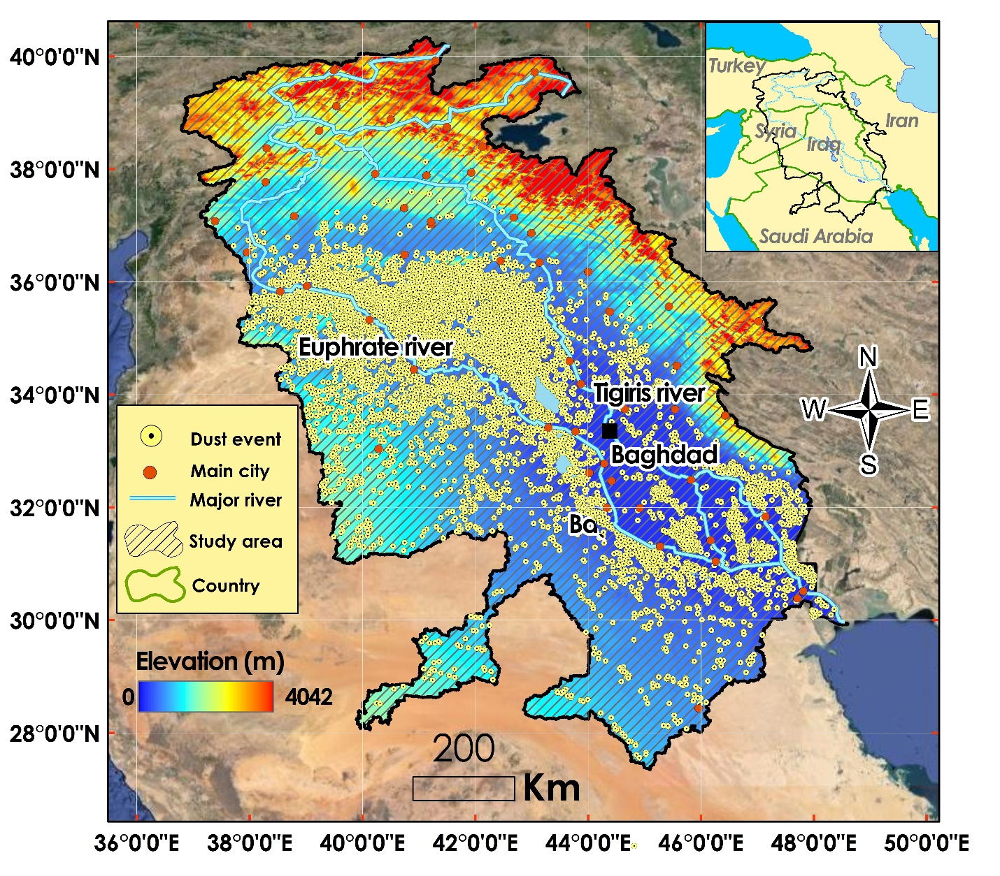 40°0'0"N
38°0'0"N
36°0'0"N
34°0'0"N
32°0'0"N
30°0'0"N
28°0'0"N
Turkey
Iran
Syria
Iraq
Saudi Arabia
Euphrate river
Tigiris river
Baghdad
Ba
N
W
E
S
Dust event
Main city
Major river
Study area
Country
Elevation (m)
0
4042
200
Km
36°0'0"E
38°0'0"E
40°0'0"E
42°0'0"E
44°0'0"E
46°0'0"E
48°0'0"E
50°0'0"E